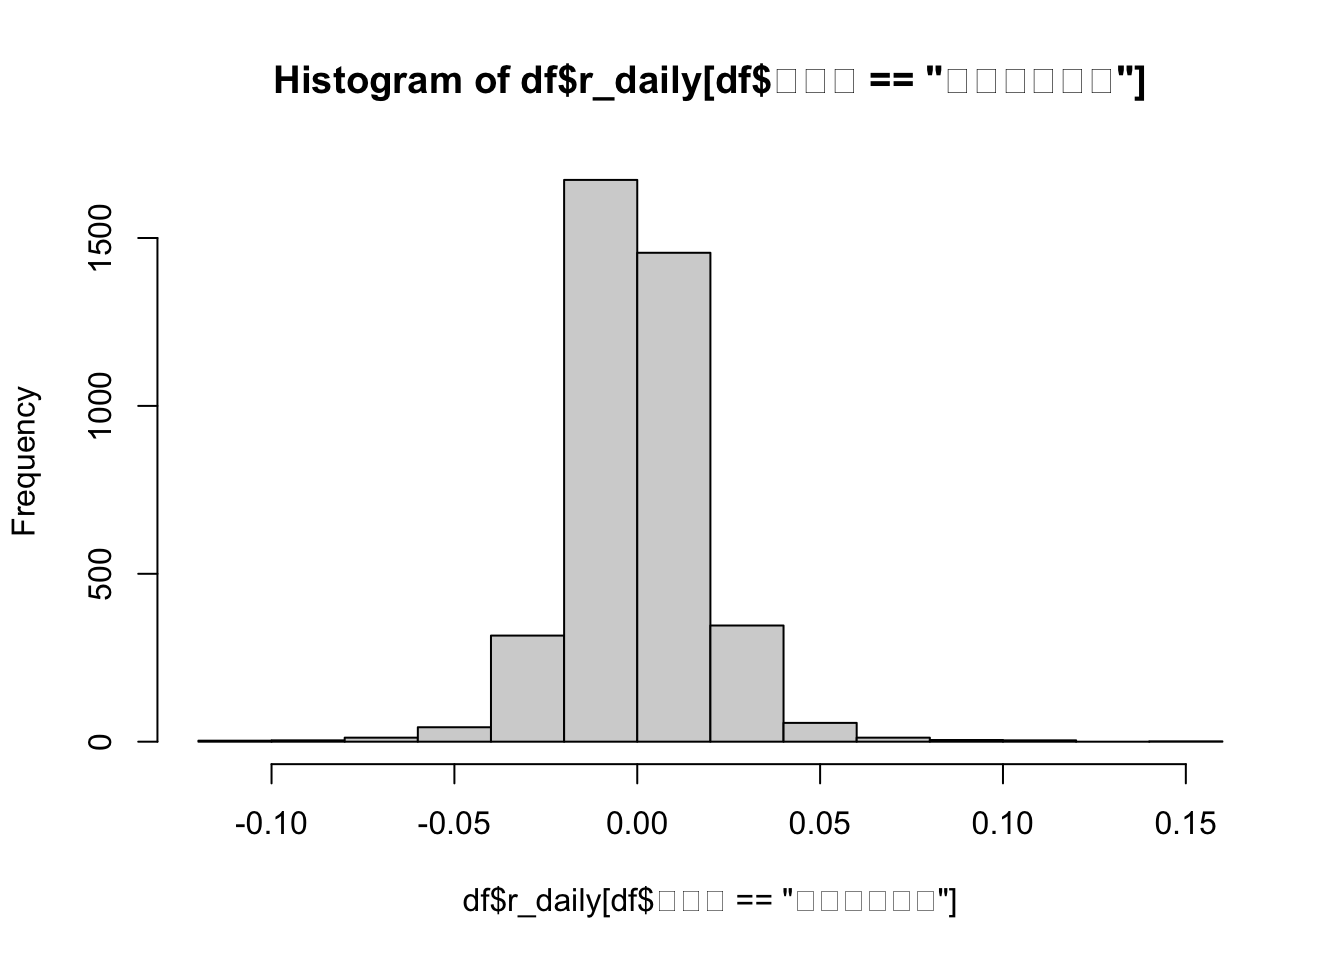 Histogram of df$r_daily[df$□□□ == "□□□□□□"]
Frequency
1500
1000
500
0
-0.10 -0.05 0.00 0.05 0.10 0.15
df$r_daily[df$□□□ == "□□□□□□"]